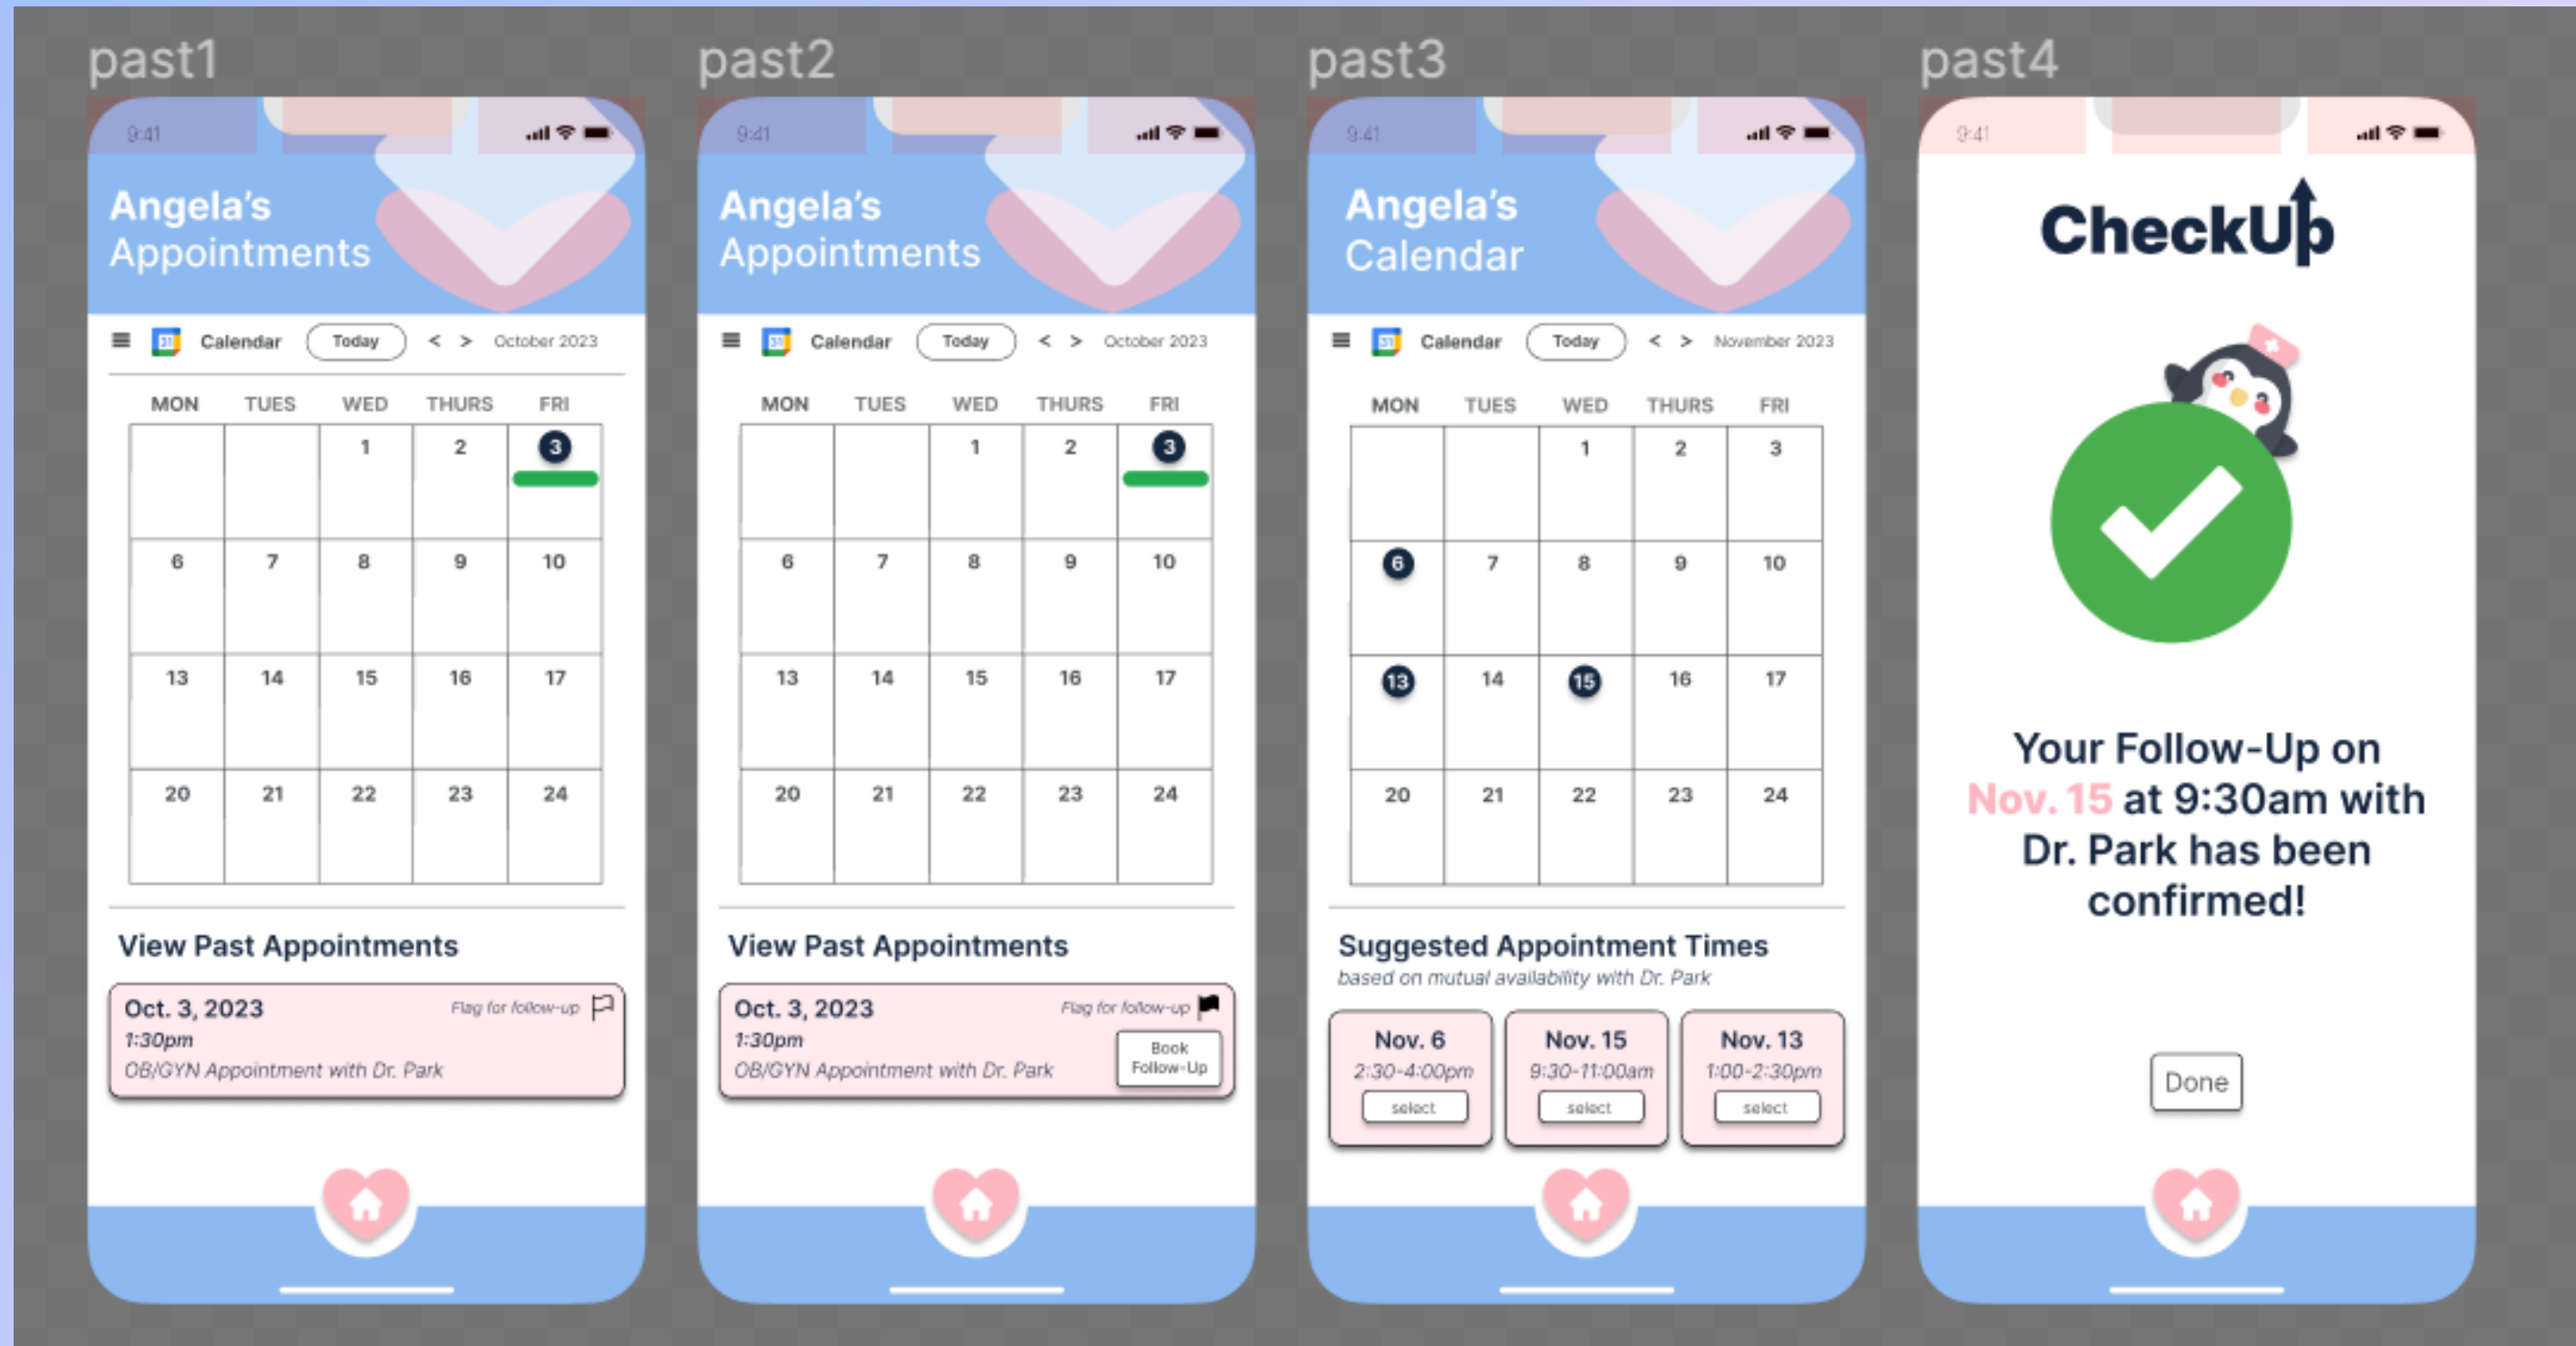 past1
9:41
Angela's
Appointments
31 Calendar Today < > October 2023
MON TUES WED THURS FRI
1 2 3
6 7 8 9 10
13 14 15 16 17
20 21 22 23 24
View Past Appointments
Oct. 3, 2023 Flag for follow-up
1:30pm
OB/GYN Appointment with Dr. Park
past2
9:41
Angela's
Appointments
31 Calendar Today < > October 2023
MON TUES WED THURS FRI
1 2 3
6 7 8 9 10
13 14 15 16 17
20 21 22 23 24
View Past Appointments
Oct. 3, 2023 Flag for follow-up
1:30pm
OB/GYN Appointment with Dr. Park
Book
Follow-Up
past3
9:41
Angela's
Calendar
31 Calendar Today < > November 2023
MON TUES WED THURS FRI
1 2 3
6 7 8 9 10
13 14 15 16 17
20 21 22 23 24
Suggested Appointment Times
based on mutual availability with Dr. Park
Nov. 6 Nov. 15 Nov. 13
2:30-4:00pm 9:30-11:00am 1:00-2:30pm
select select select
past4
9:41
CheckUp
Your Follow-Up on
Nov. 15 at 9:30am with
Dr. Park has been
confirmed!
Done